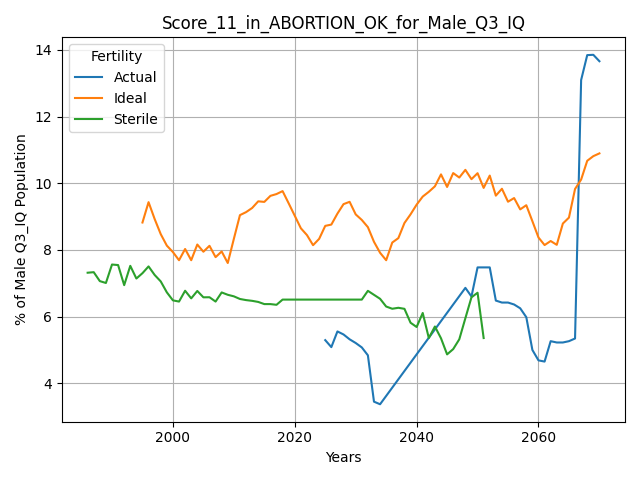 Score_11_in_ABORTION_OK_for_Male_Q3_IQ
14
12
10
8
6
4
% of Male Q3_IQ Population
Fertility
Actual
Ideal
Sterile
2000
2020
2040
2060
Years